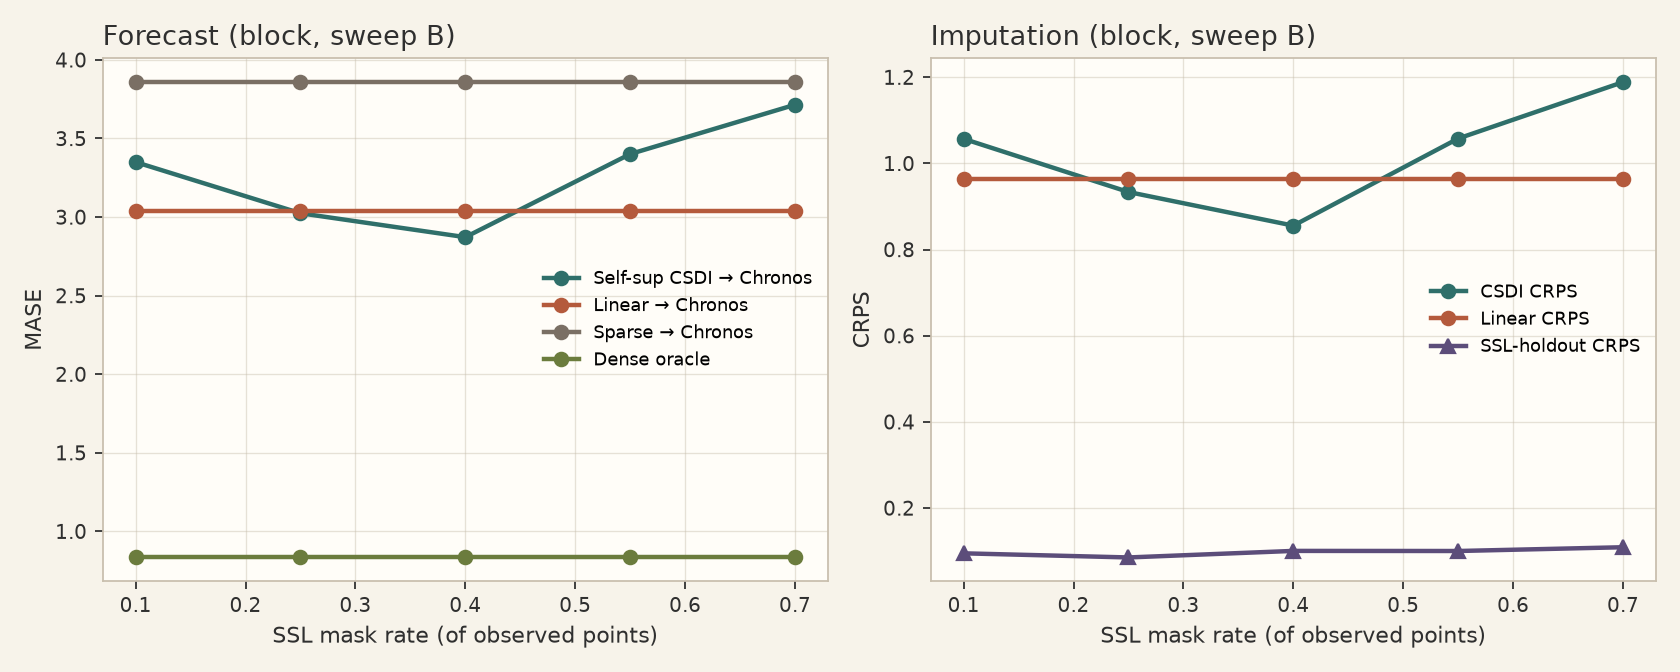 Forecast (block, sweep B)
4.0
3.5
3.0
2.5
2.0
1.5
1.0
MASE
Self-sup CSDI → Chronos
Linear → Chronos
Sparse → Chronos
Dense oracle
0.1 0.2 0.3 0.4 0.5 0.6 0.7
SSL mask rate (of observed points)
Imputation (block, sweep B)
1.2
1.0
0.8
0.6
0.4
0.2
CRPS
CSDI CRPS
Linear CRPS
SSL-holdout CRPS
0.1 0.2 0.3 0.4 0.5 0.6 0.7
SSL mask rate (of observed points)